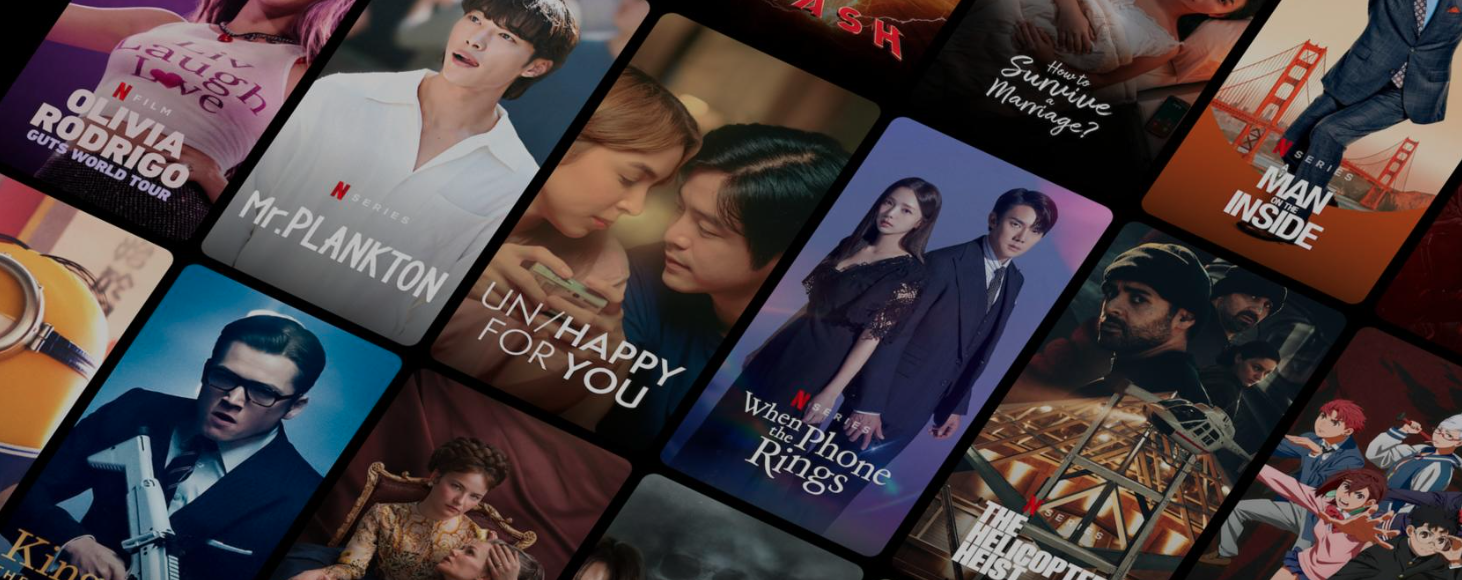 Liv
Laugh
Love
N FILM
OLIVIA
RODRIGO
GUTS WORLD TOUR
N SERIES
Mr.PLANKTON
UN/HAPPY
FOR YOU
ASH
How to
Survive
a
Marriage?
N SERIES
A
MAN
ON THE
INSIDE
N SERIES
When
the Phone
Rings
N SERIES
THE
HELICOPTER
HEIST